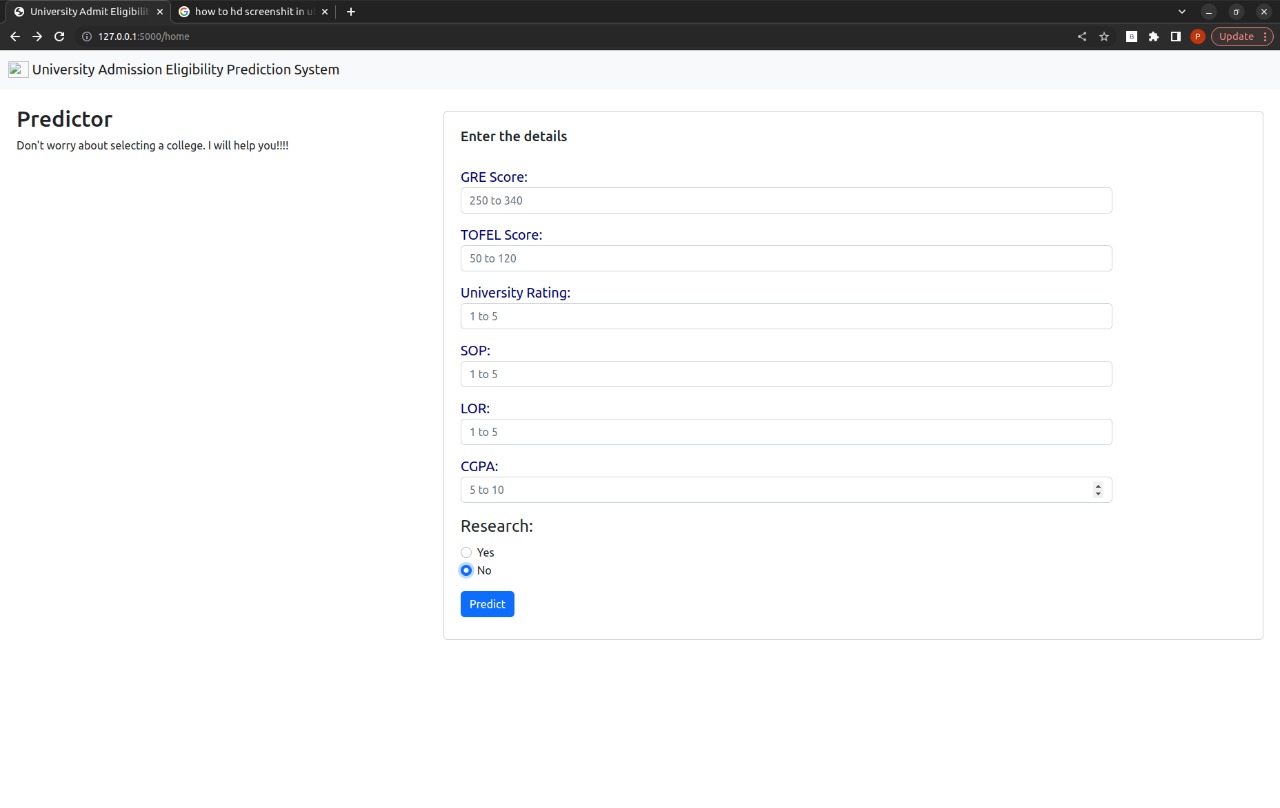 University Admit Eligibilit
how to hd screenshit in u
127.0.0.1:5000/home
P
Update
University Admission Eligibility Prediction System
Predictor
Don't worry about selecting a college. I will help you!!!!
Enter the details
GRE Score:
250 to 340
TOFEL Score:
50 to 120
University Rating:
1 to 5
SOP:
1 to 5
LOR:
1 to 5
CGPA:
5 to 10
Research:
Yes
No
Predict